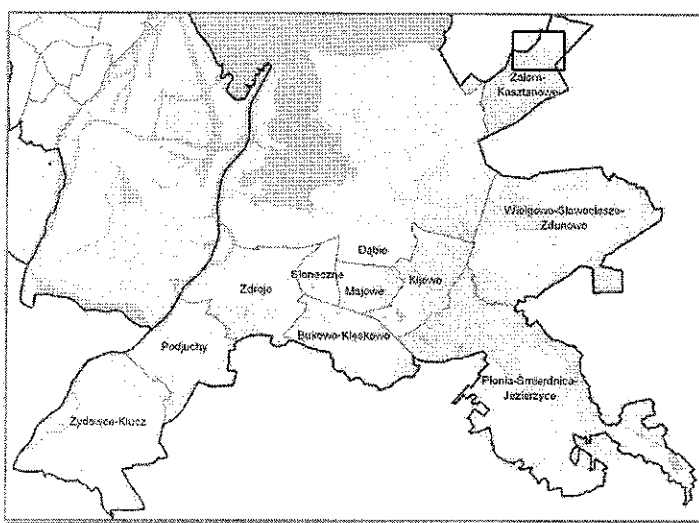 Załom-
Kasztanowe
Wielgowo-Sławociesze-
Zdunowo
Dąbie
Słoneczne
Kijewo
Zdroje
Majowe
Bukowo-Klęskowo
Podjuchy
Płonia-Śmierdnica-
Jezierzyce
Żydowce-Klucz